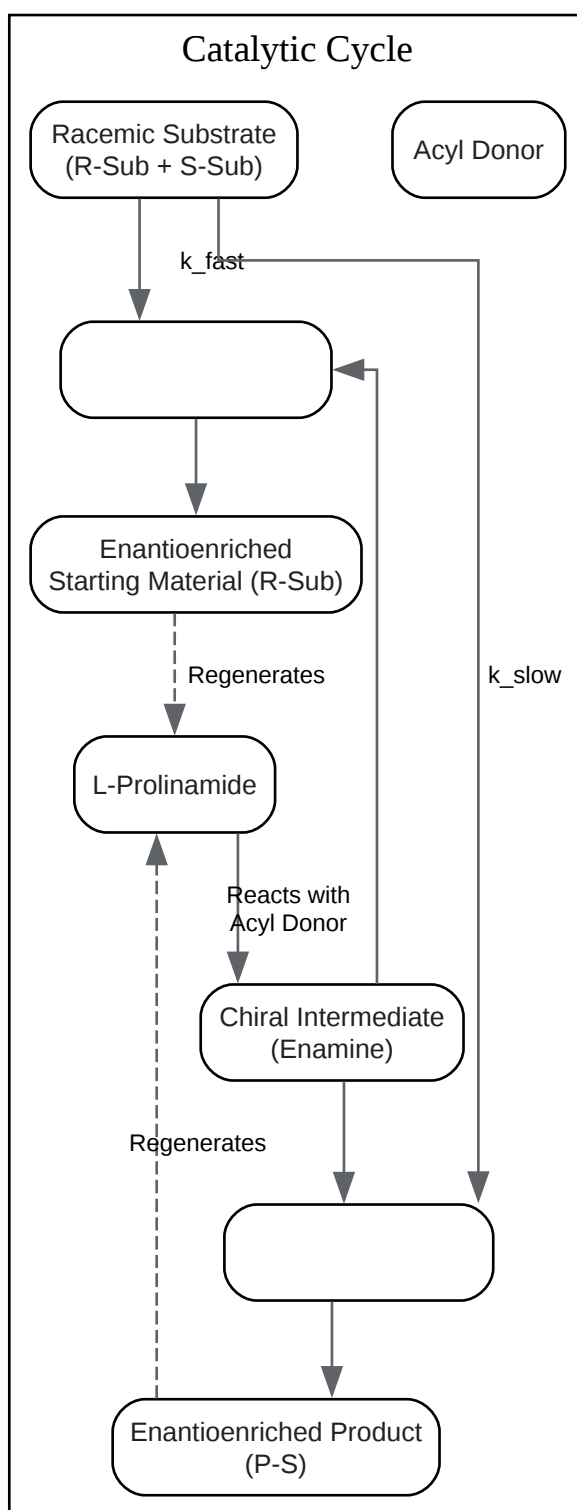 Catalytic Cycle
Racemic Substrate
(R-Sub + S-Sub)
Acyl Donor
k_fast
Enantioenriched
Starting Material (R-Sub)
Regenerates
k_slow
L-Prolinamide
Reacts with
Acyl Donor
Chiral Intermediate
(Enamine)
Regenerates
Enantioenriched Product
(P-S)